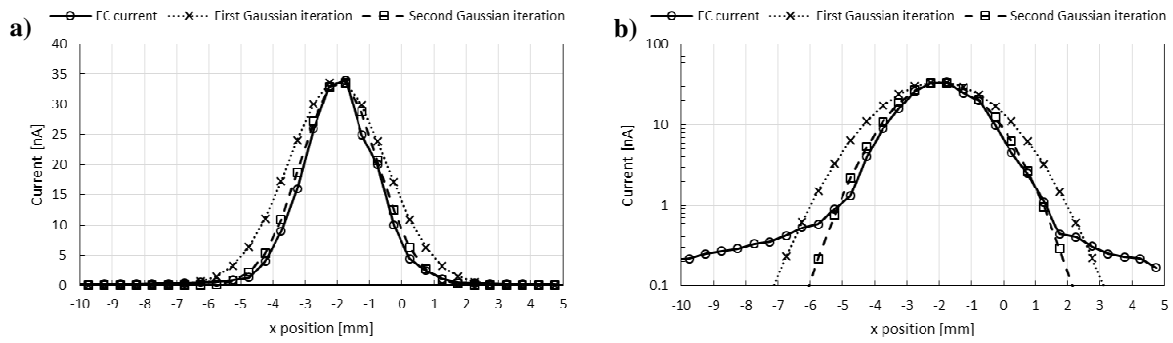 a)
FC current First Gaussian iteration Second Gaussian iteration
40
35
30
25
20
15
10
5
0
Current [nA]
-10 -9 -8 -7 -6 -5 -4 -3 -2 -1 0 1 2 3 4 5
x position [mm]
b)
FC current First Gaussian iteration Second Gaussian iteration
100
10
1
0.1
Current [nA]
-10 -9 -8 -7 -6 -5 -4 -3 -2 -1 0 1 2 3 4 5
x position [mm]